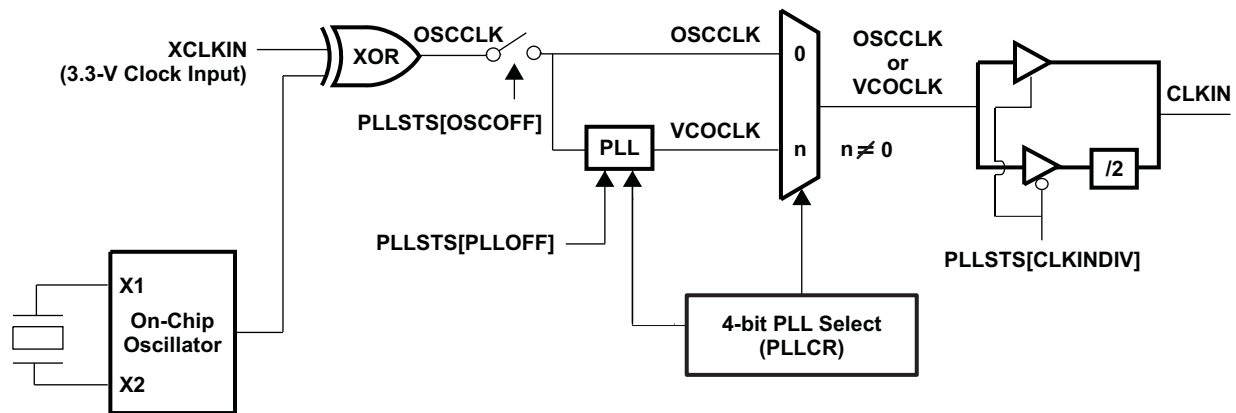 XCLKIN
(3.3-V Clock Input)
XOR
OSCCLK
PLLSTS[OSCOFF]
OSCCLK
0
PLL
VCOCLK
n
n ≠ 0
OSCCLK
or
VCOCLK
CLKIN
/2
PLLSTS[PLLOFF]
PLLSTS[CLKINDIV]
X1
On-Chip
Oscillator
X2
4-bit PLL Select
(PLLCR)